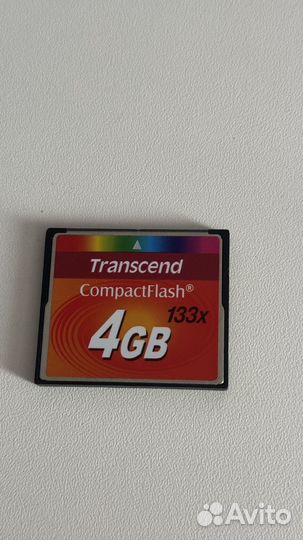 Transcend
CompactFlash®
133x
4GB
Avito